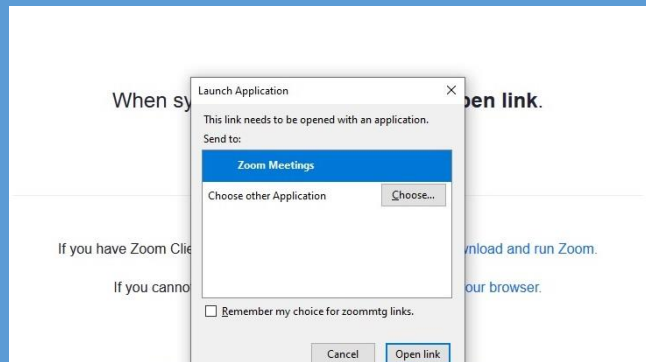 When sy
pen link.
Launch Application
This link needs to be opened with an application.
Send to:
Zoom Meetings
Choose other Application
Choose...
If you have Zoom Clie
wnload and run Zoom.
If you canno
our browser.
Remember my choice for zoommtg links.
Cancel
Open link